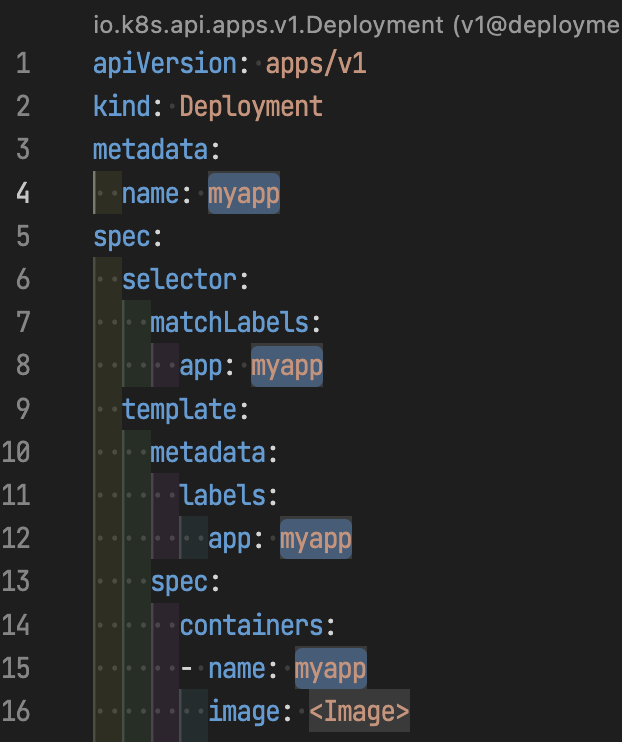 io.k8s.api.apps.v1.Deployment (v1@deployme
1 apiVersion: apps/v1
2 kind: Deployment
3 metadata:
4   name: myapp
5 spec:
6   selector:
7     matchLabels:
8       app: myapp
9   template:
10     metadata:
11       labels:
12         app: myapp
13     spec:
14       containers:
15       - name: myapp
16         image: <Image>